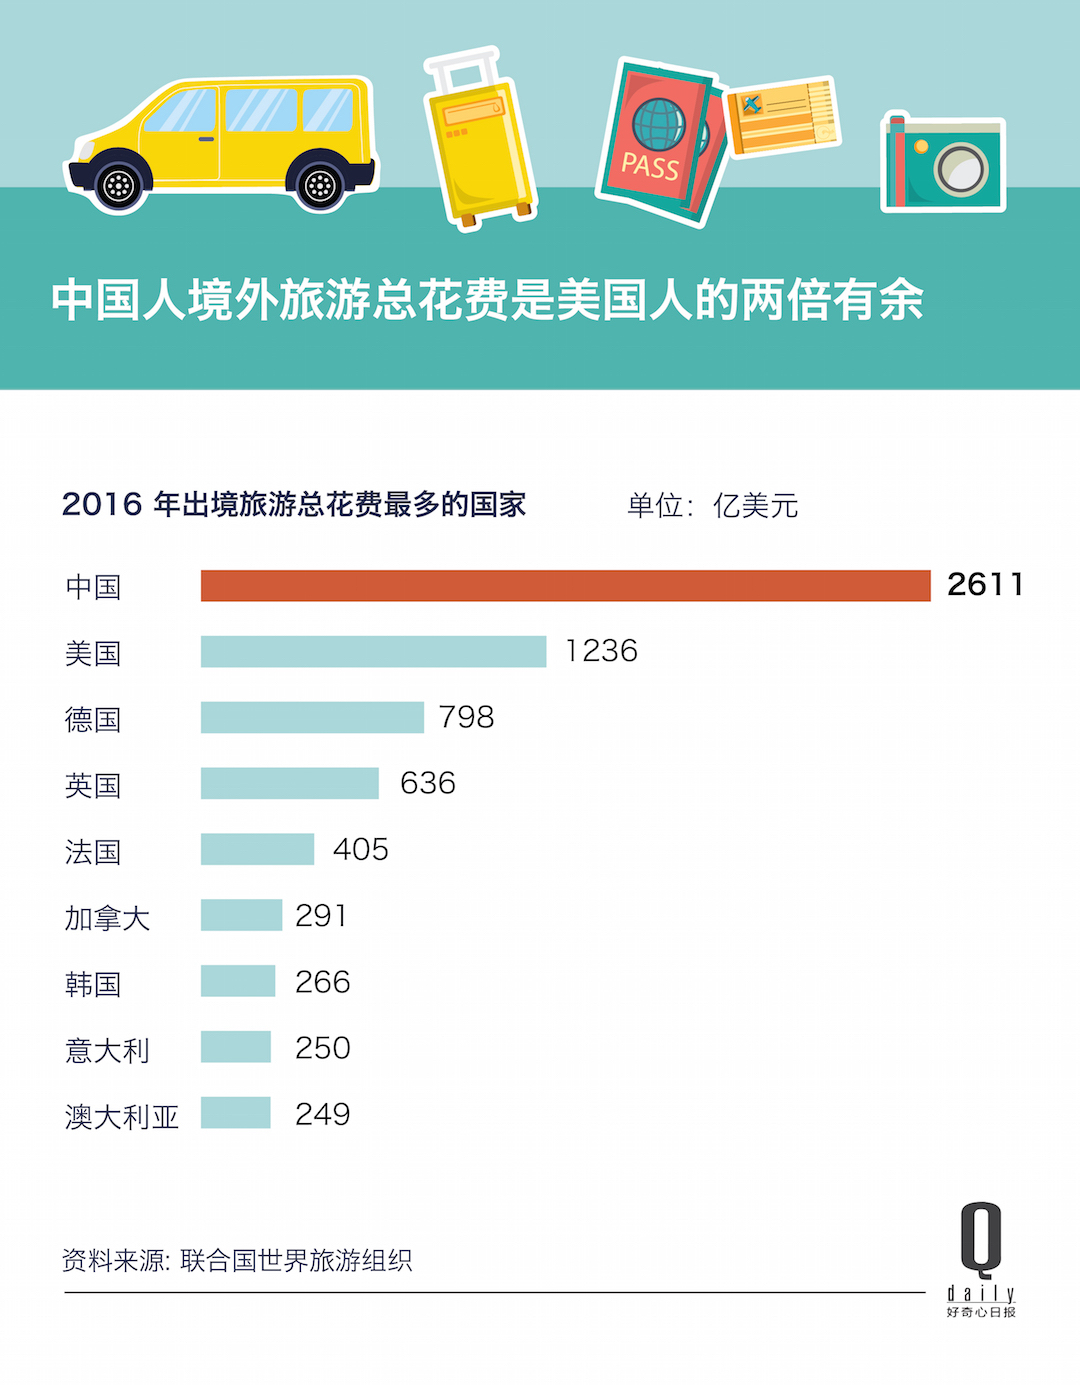 PASS
中国人境外旅游总花费是美国人的两倍有余
2016 年出境旅游总花费最多的国家 单位：亿美元
中国 2611
美国 1236
德国 798
英国 636
法国 405
加拿大 291
韩国 266
意大利 250
澳大利亚 249
资料来源: 联合国世界旅游组织
Q
daily
好奇心日报